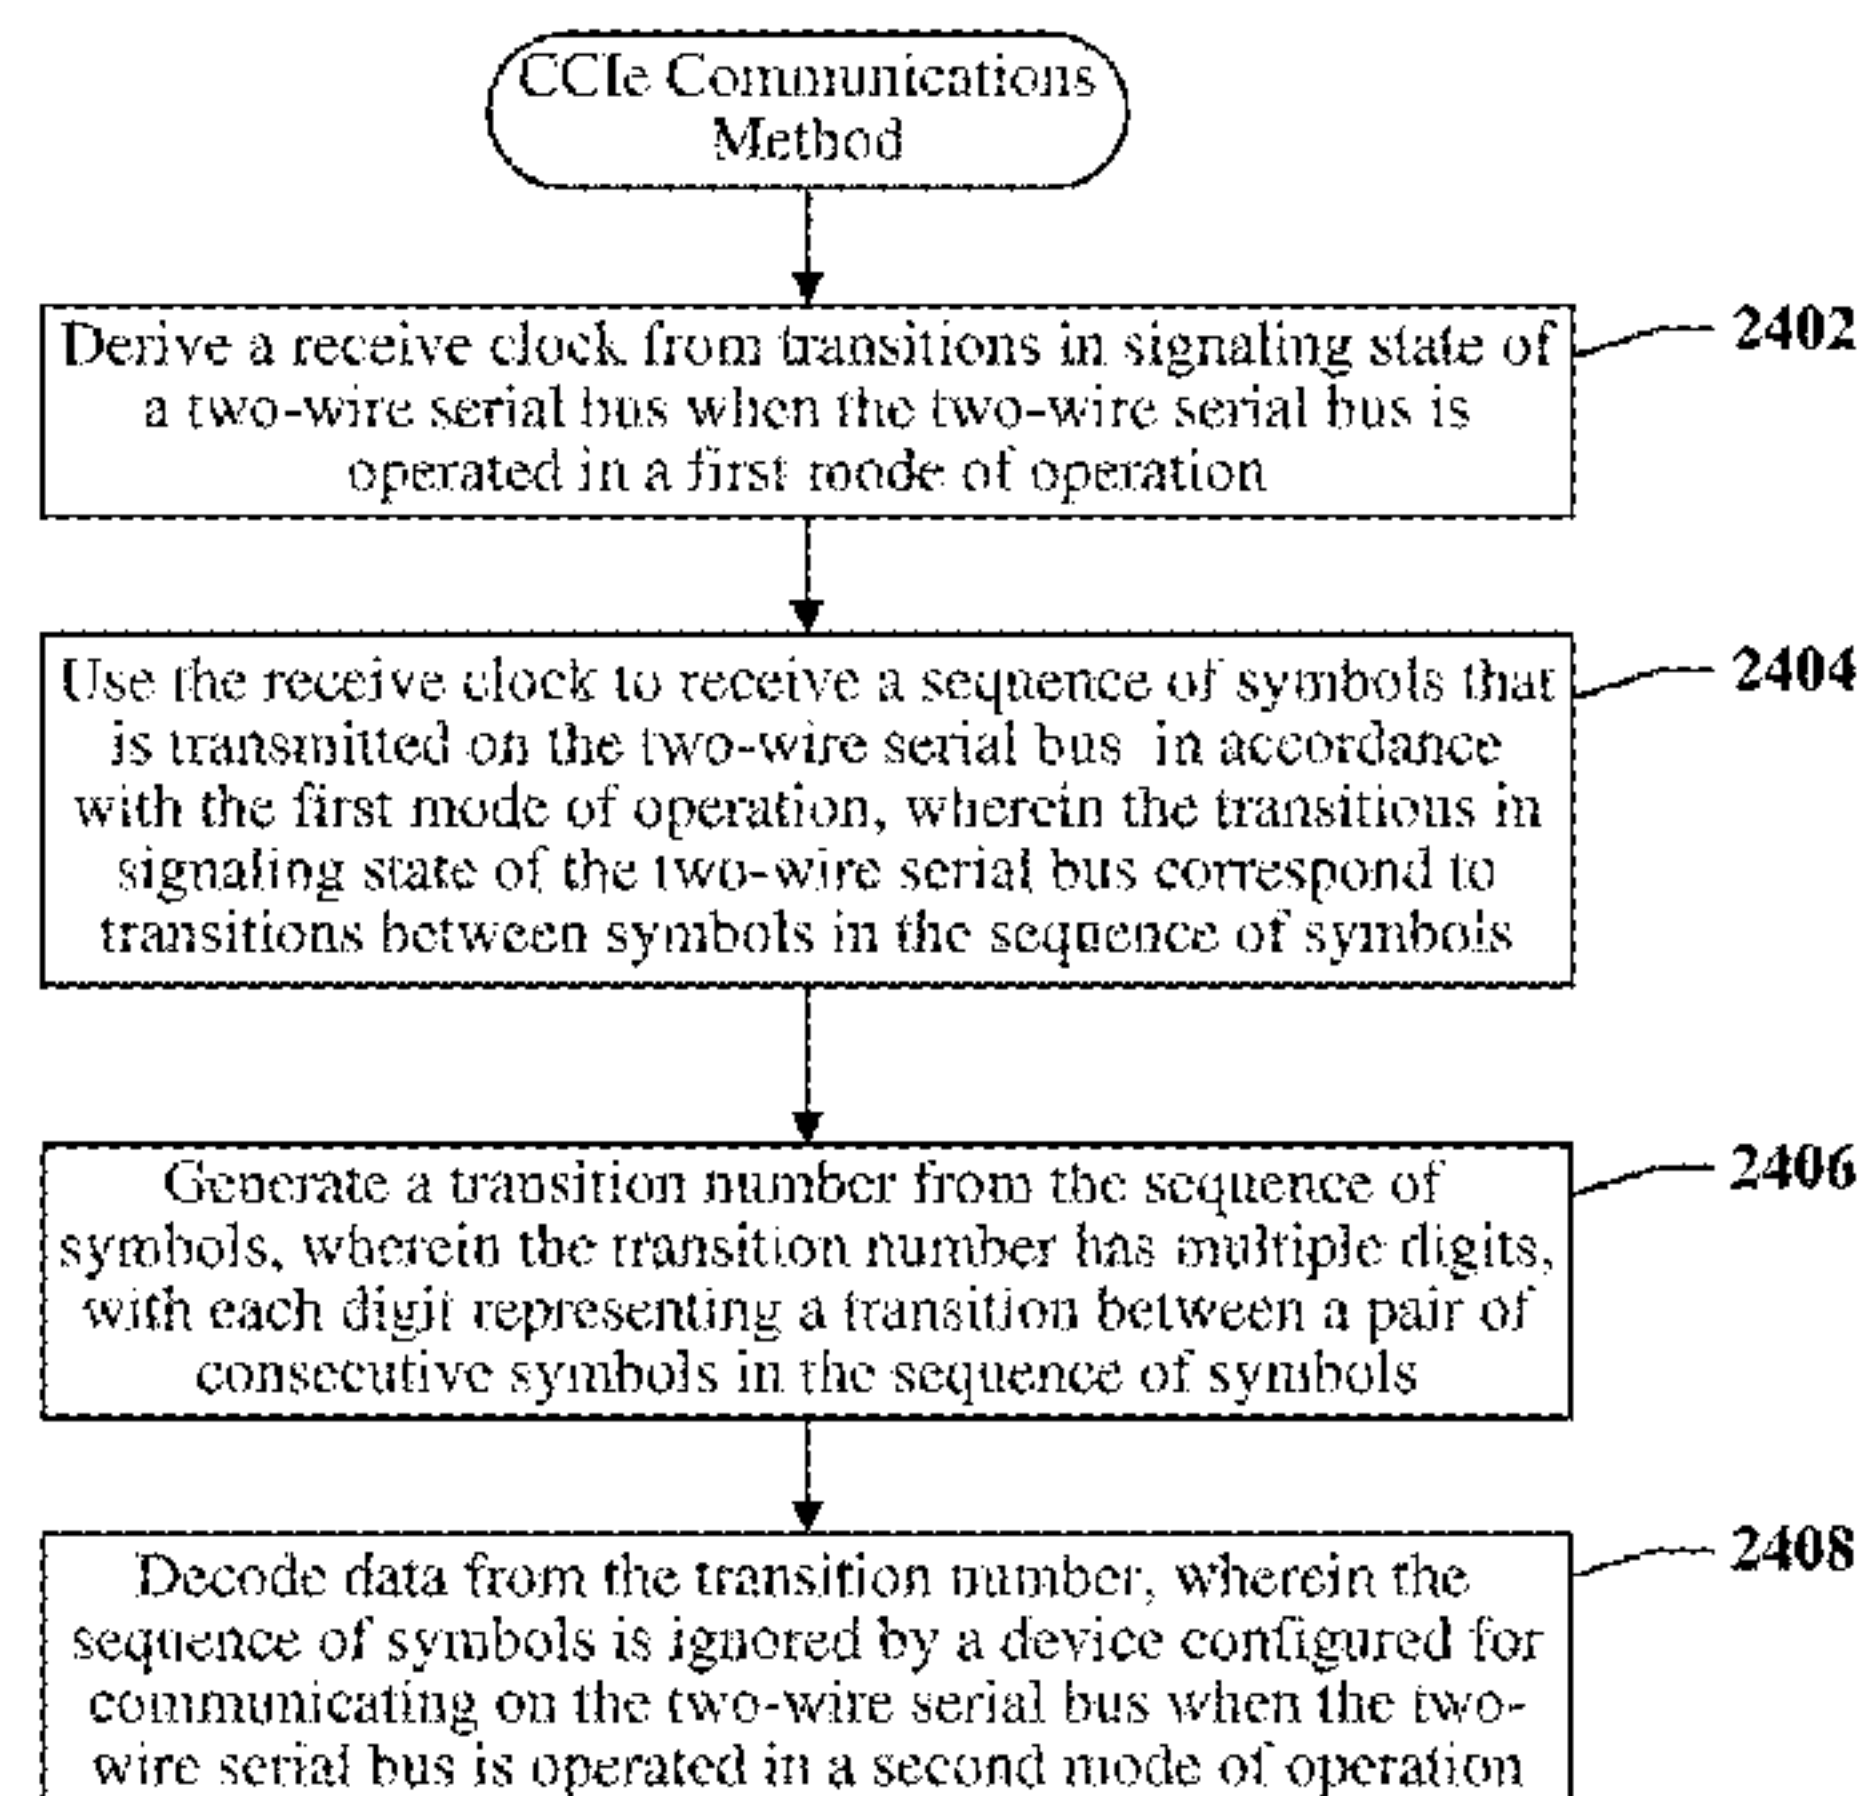 CCIe Communications
Method
Derive a receive clock from transitions in signaling state of
2402
a two-wire serial bus when the two-wire serial bus is
operated in a first mode of operation
Use the receive clock to receive a sequence of symbols that
2404
is transmitted on the two-wire serial bus in accordance
with the first mode of operation, wherein the transitions in
signaling state of the two-wire serial bus correspond to
transitions between symbols in the sequence of symbols
Generate a transition number from the sequence of
2406
symbols, wherein the transition number has multiple digits,
with each digit representing a transition between a pair of
consecutive symbols in the sequence of symbols
Decode data from the transition number, wherein the
2408
sequence of symbols is ignored by a device configured for
communicating on the two-wire serial bus when the two-
wire serial bus is operated in a second mode of operation